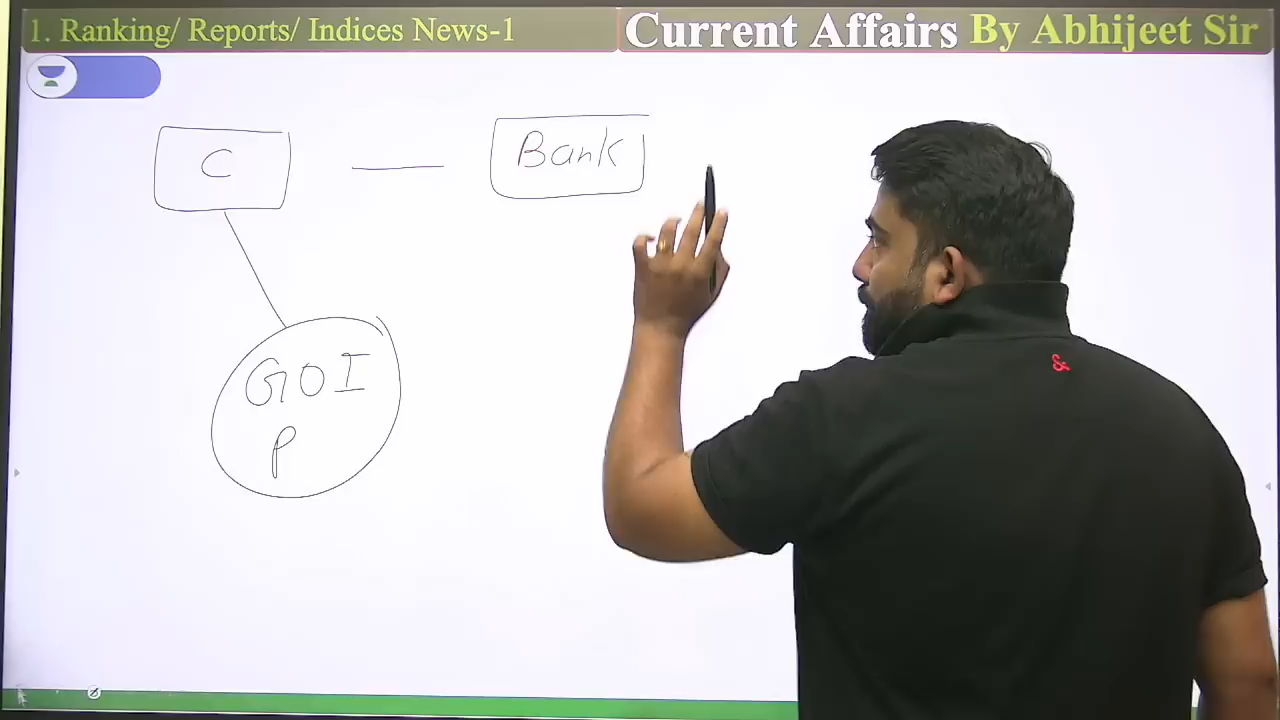 1. Ranking/ Reports/ Indices News-1
Current Affairs By Abhijeet Sir
C
Bank
GOI
P
&